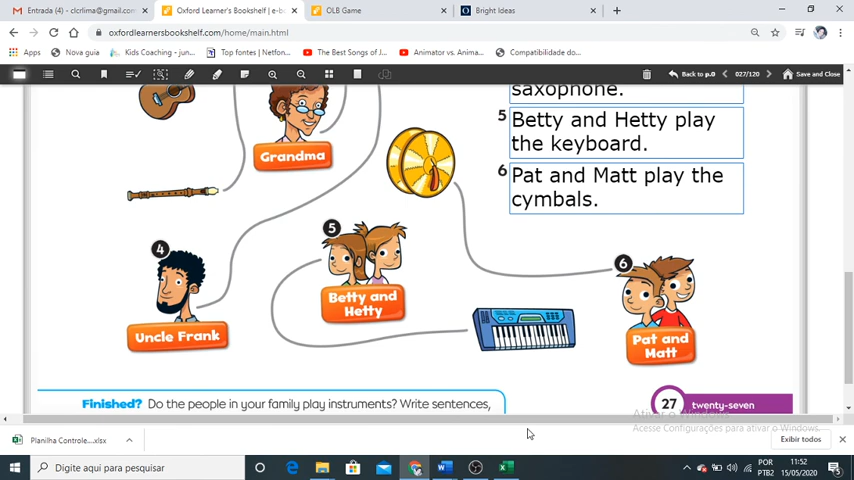 Entrada (4) - clcrlima@gmail.com
Oxford Learner's Bookshelf | e-b
OLB Game
Bright Ideas
Não seguro
oxfordlearnersbookshelf.com/home/main.html
Apps
Kids Coaching - jun...
Top fontes | Netfon...
The Best Songs of J...
Animator vs. Anima...
Compatibilidade do...
Back to p.0
027/120
Save and Close
saxophone.
5 Betty and Hetty play
the keyboard.
6 Pat and Matt play the
cymbals.
Grandma
4
Uncle Frank
5
Betty and
Hetty
6
Pat and
Matt
Finished? Do the people in your family play instruments? Write sentences,
27 twenty-seven
Ativar o Windows
Acesse Configurações para ativar o Windows.
Planilha Controle....xlsx
Exibir todos
Digite aqui para pesquisar
POR
PTB2
11:52
15/05/2020
5